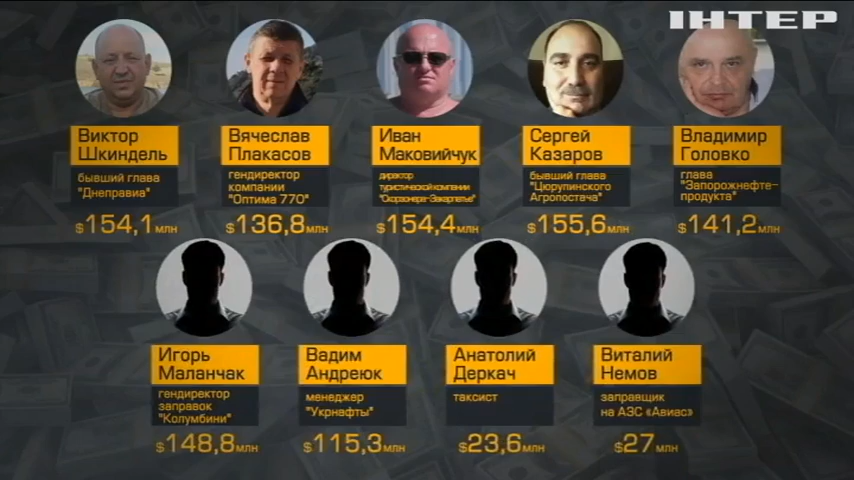 ІНТЕР
Виктор
Шкиндель
бывший глава
"Днеправиа"
$154,1 млн
Вячеслав
Плакасов
гендиректор
компании
"Оптима 770"
$136,8 млн
Иван
Маковийчук
директор
туристической компании
"Скорзонера-Закарпатье"
$154,4 млн
Сергей
Казаров
бывший глава
"Цюрупинского
Агропостача"
$155,6 млн
Владимир
Головко
глава
"Запорожнефте-
продукта"
$141,2 млн
Игорь
Маланчак
гендиректор
заправок
"Колумбини"
$148,8 млн
Вадим
Андреюк
менеджер
"Укрнафты"
$115,3 млн
Анатолий
Деркач
таксист
$23,6 млн
Виталий
Немов
заправщик
на АЗС «Авиас»
$27 млн